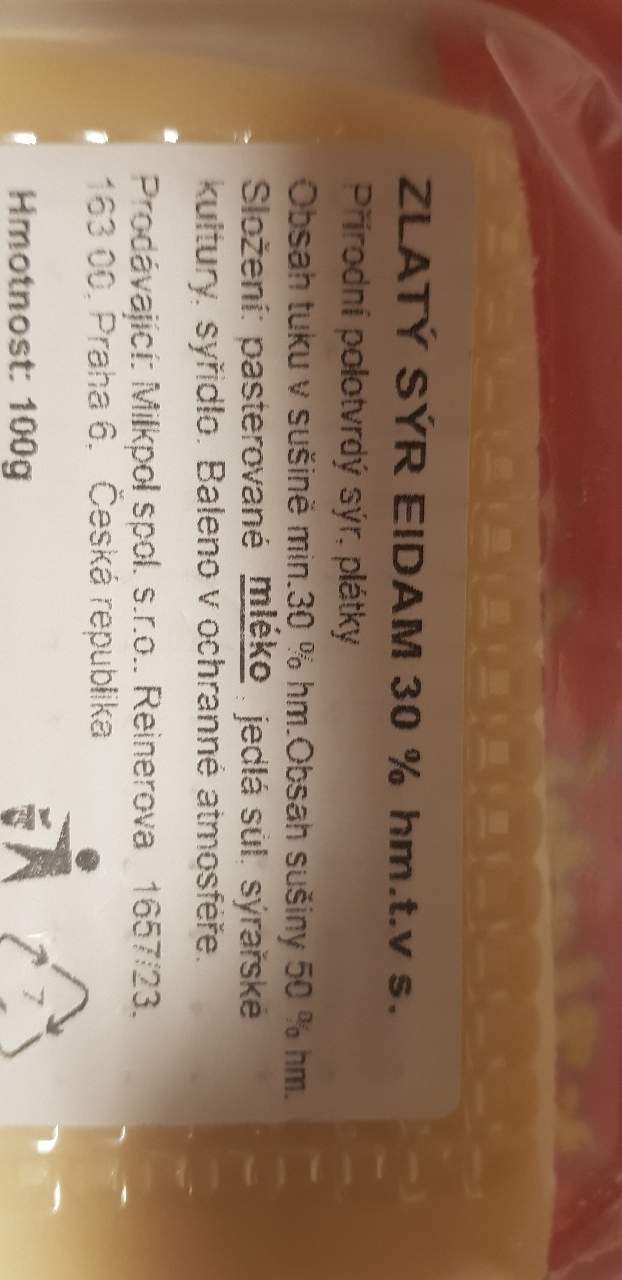 ZLATÝ SÝR EIDAM 30 % hm.t.v s.
Přírodní polotvrdý sýr, plátky
Obsah tuku v sušině min.30 % hm.Obsah sušiny 50 % hm.
Složení: pasterované mléko, jedlá sůl, sýrařské
kultury, syřidlo. Baleno v ochranné atmosféře.
Prodávající: Milkpol spol. s.r.o., Reinerova 1657/23,
163 00, Praha 6, Česká republika
Hmotnost: 100g
7